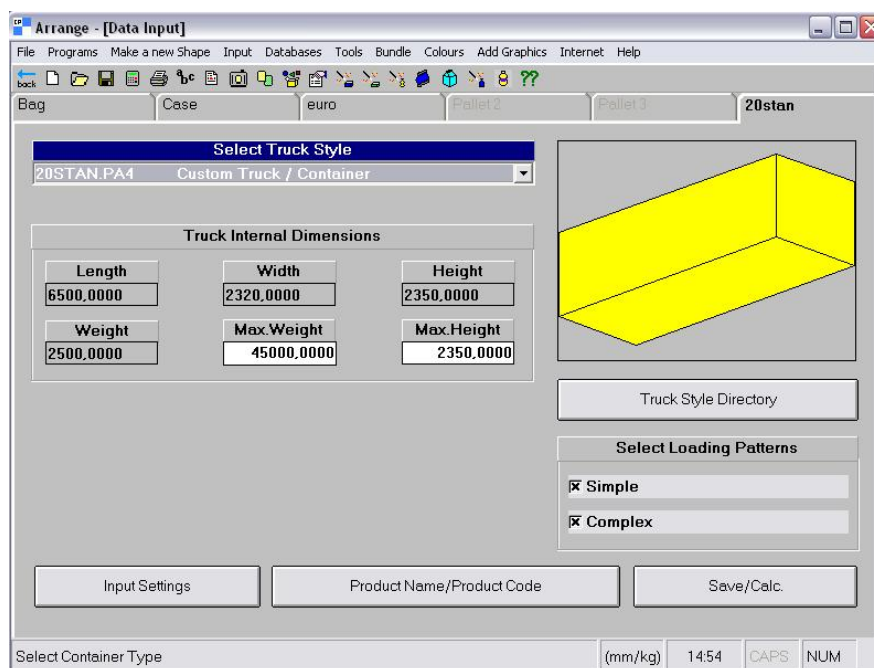 Arrange - [Data Input]
File Programs Make a new Shape Input Databases Tools Bundle Colours Add Graphics Internet Help
back abc ??
Bag Case euro Pallet 2 Pallet 3 20stan
Select Truck Style
20STAN.PA4 Custom Truck / Container
Truck Internal Dimensions
Length Width Height
6500,0000 2320,0000 2350,0000
Weight Max.Weight Max.Height
2500,0000 45000,0000 2350,0000
Truck Style Directory
Select Loading Patterns
Simple
Complex
Input Settings Product Name/Product Code Save/Calc.
Select Container Type (mm/kg) 14:54 CAPS NUM